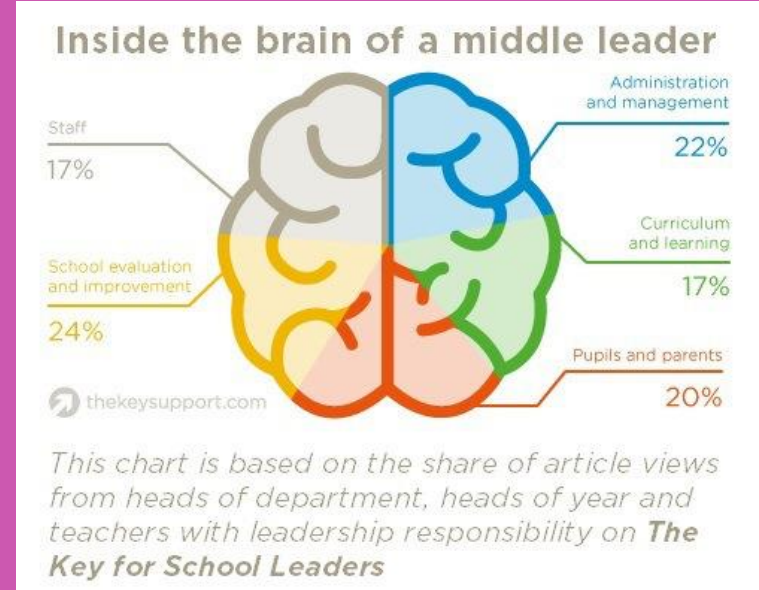 Inside the brain of a middle leader
Administration
and management
22%
Staff
17%
Curriculum
and learning
17%
School evaluation
and improvement
24%
Pupils and parents
20%
thekeysupport.com
This chart is based on the share of article views
from heads of department, heads of year and
teachers with leadership responsibility on The
Key for School Leaders